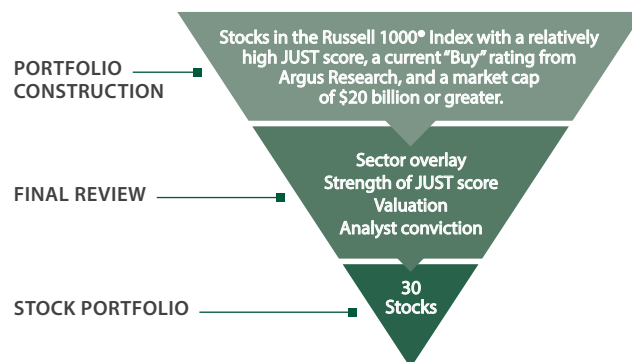 PORTFOLIO
CONSTRUCTION
Stocks in the Russell 1000® Index with a relatively
high JUST score, a current “Buy” rating from
Argus Research, and a market cap
of $20 billion or greater.
FINAL REVIEW
Sector overlay
Strength of JUST score
Valuation
Analyst conviction
STOCK PORTFOLIO
30
Stocks